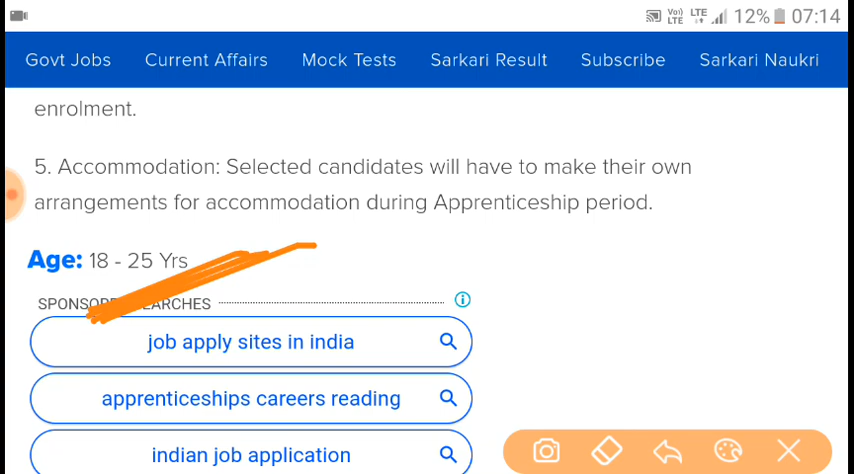 Vo)) LTE LTE 12% 07:14
Govt Jobs Current Affairs Mock Tests Sarkari Result Subscribe Sarkari Naukri
enrolment.
5. Accommodation: Selected candidates will have to make their own
arrangements for accommodation during Apprenticeship period.
Age: 18 - 25 Yrs
SPONSORED SEARCHES
job apply sites in india
apprenticeships careers reading
indian job application